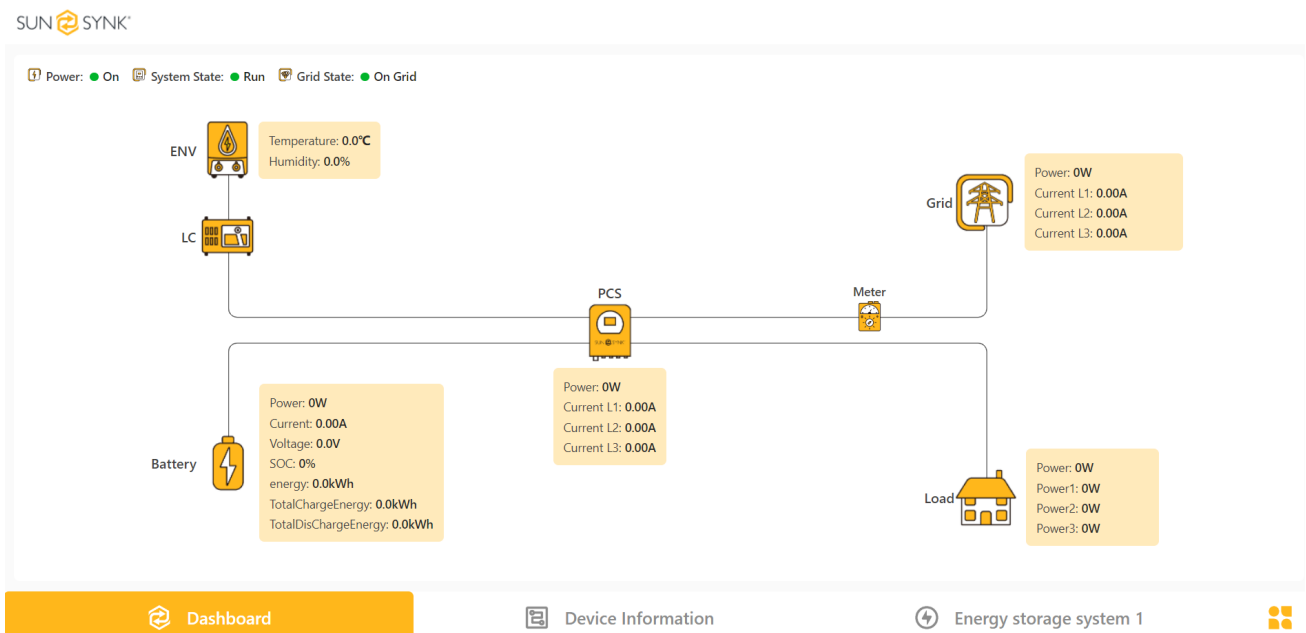 SUN SYNK®
Power: On System State: Run Grid State: On Grid
ENV
Temperature: 0.0℃
Humidity: 0.0%
LC
Grid
Power: 0W
Current L1: 0.00A
Current L2: 0.00A
Current L3: 0.00A
PCS
Meter
SUN SYNK
Power: 0W
Current L1: 0.00A
Current L2: 0.00A
Current L3: 0.00A
Battery
Power: 0W
Current: 0.00A
Voltage: 0.0V
SOC: 0%
energy: 0.0kWh
TotalChargeEnergy: 0.0kWh
TotalDisChargeEnergy: 0.0kWh
Load
Power: 0W
Power1: 0W
Power2: 0W
Power3: 0W
Dashboard
Device Information
Energy storage system 1